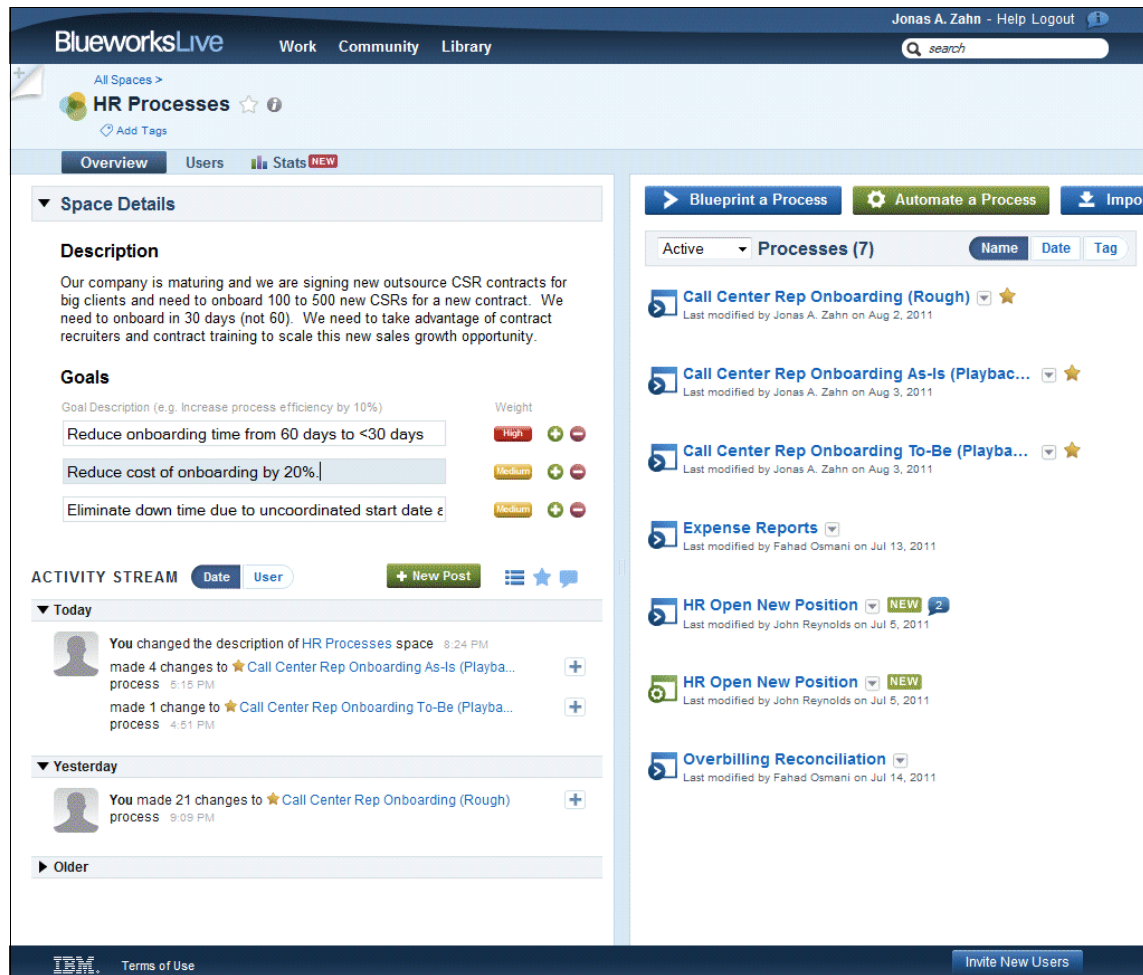 Jonas A. Zahn - Help Logout
BlueworksLive Work Community Library
search
All Spaces >
HR Processes
Add Tags
Overview Users Stats NEW
Space Details
Description
Our company is maturing and we are signing new outsource CSR contracts for
big clients and need to onboard 100 to 500 new CSRs for a new contract. We
need to onboard in 30 days (not 60). We need to take advantage of contract
recruiters and contract training to scale this new sales growth opportunity.
Goals
Goal Description (e.g. Increase process efficiency by 10%) Weight
Reduce onboarding time from 60 days to <30 days High
Reduce cost of onboarding by 20%. Medium
Eliminate down time due to uncoordinated start date a Medium
ACTIVITY STREAM Date User + New Post
Today
You changed the description of HR Processes space 8:24 PM
made 4 changes to Call Center Rep Onboarding As-Is (Playba...
process 5:15 PM
made 1 change to Call Center Rep Onboarding To-Be (Playba...
process 4:51 PM
Yesterday
You made 21 changes to Call Center Rep Onboarding (Rough)
process 9:09 PM
Older
Blueprint a Process Automate a Process Impo
Active Processes (7) Name Date Tag
Call Center Rep Onboarding (Rough)
Last modified by Jonas A. Zahn on Aug 2, 2011
Call Center Rep Onboarding As-Is (Playbac...
Last modified by Jonas A. Zahn on Aug 3, 2011
Call Center Rep Onboarding To-Be (Playba...
Last modified by Jonas A. Zahn on Aug 3, 2011
Expense Reports
Last modified by Fahad Osmani on Jul 13, 2011
HR Open New Position NEW 2
Last modified by John Reynolds on Jul 5, 2011
HR Open New Position NEW
Last modified by John Reynolds on Jul 5, 2011
Overbilling Reconciliation
Last modified by Fahad Osmani on Jul 14, 2011
IBM. Terms of Use Invite New Users